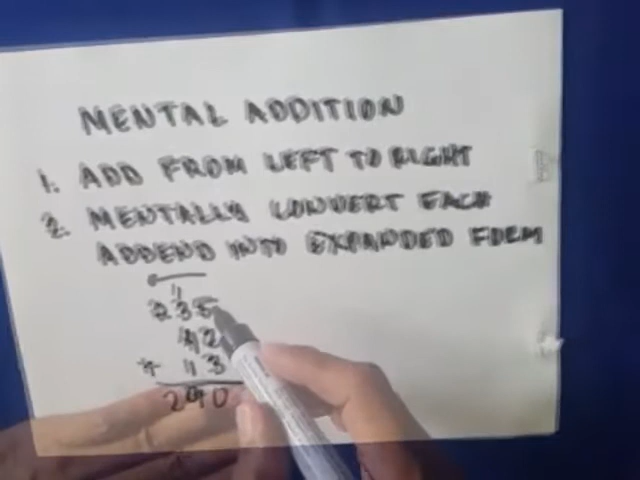 MENTAL ADDITION
1. ADD FROM LEFT TO RIGHT
2. MENTALLY CONVERT EACH
ADDEND INTO EXPANDED FORM
1
235
42
+ 13
290